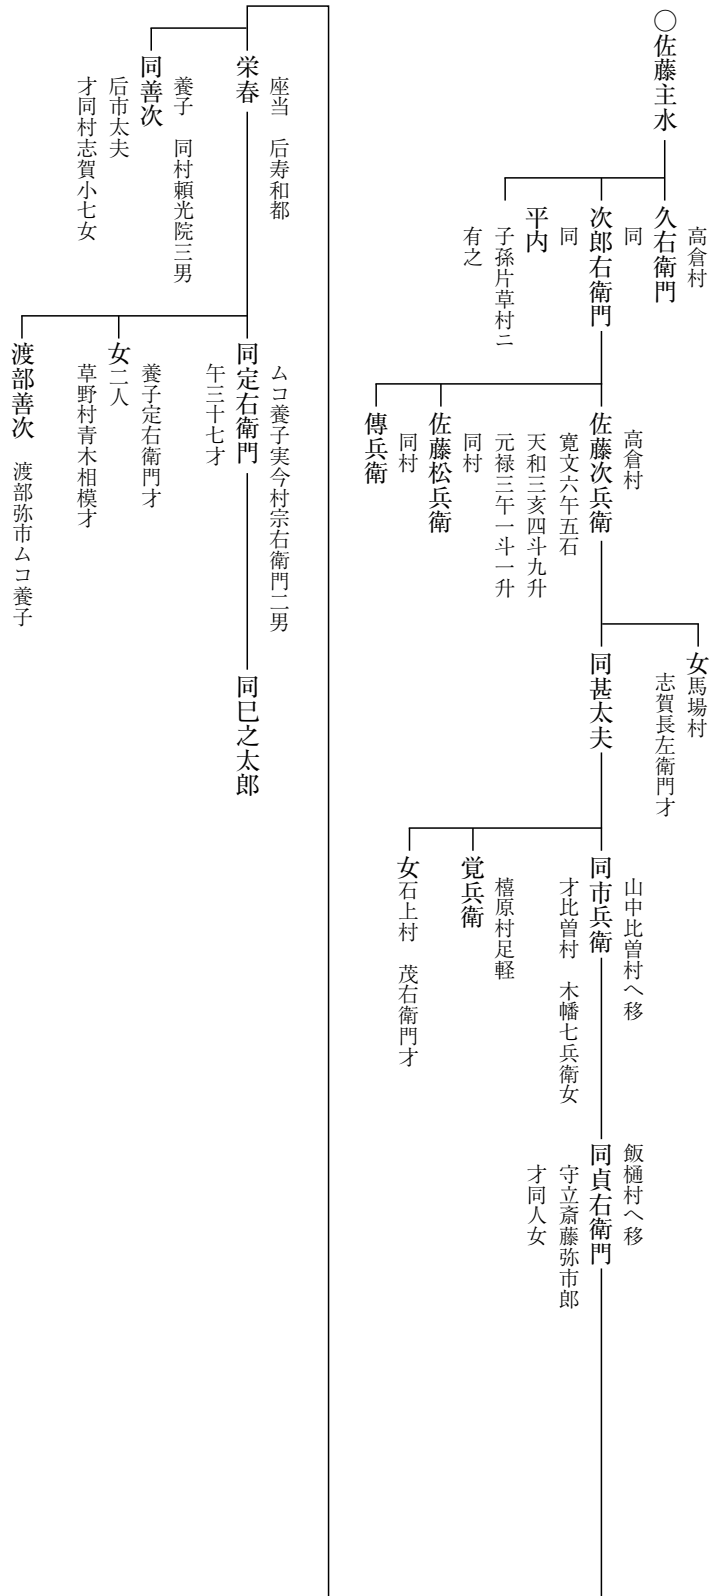 ○佐藤主水
高倉村
久右衛門
同
次郎右衛門
同
平内
子孫片草村ニ
有之
高倉村
佐藤次兵衛
寛文六午五石
天和三亥四斗九升
元禄三午一斗一升
同村
佐藤松兵衛
同村
傳兵衛
女馬場村
志賀長左衛門才
同甚太夫
山中比曽村へ移
同市兵衛
才比曽村　木幡七兵衛女
橲原村足軽
覚兵衛
女石上村　茂右衛門才
飯樋村へ移
同貞右衛門
守立斎藤弥市郎
才同人女
座当　后寿和都
栄春
養子　同村頼光院三男
同善次
后市太夫
才同村志賀小七女
ムコ養子実今村宗右衛門二男
同定右衛門
午三十七才
養子定右衛門才
女二人
草野村青木相模才
渡部善次　渡部弥市ムコ養子
同巳之太郎